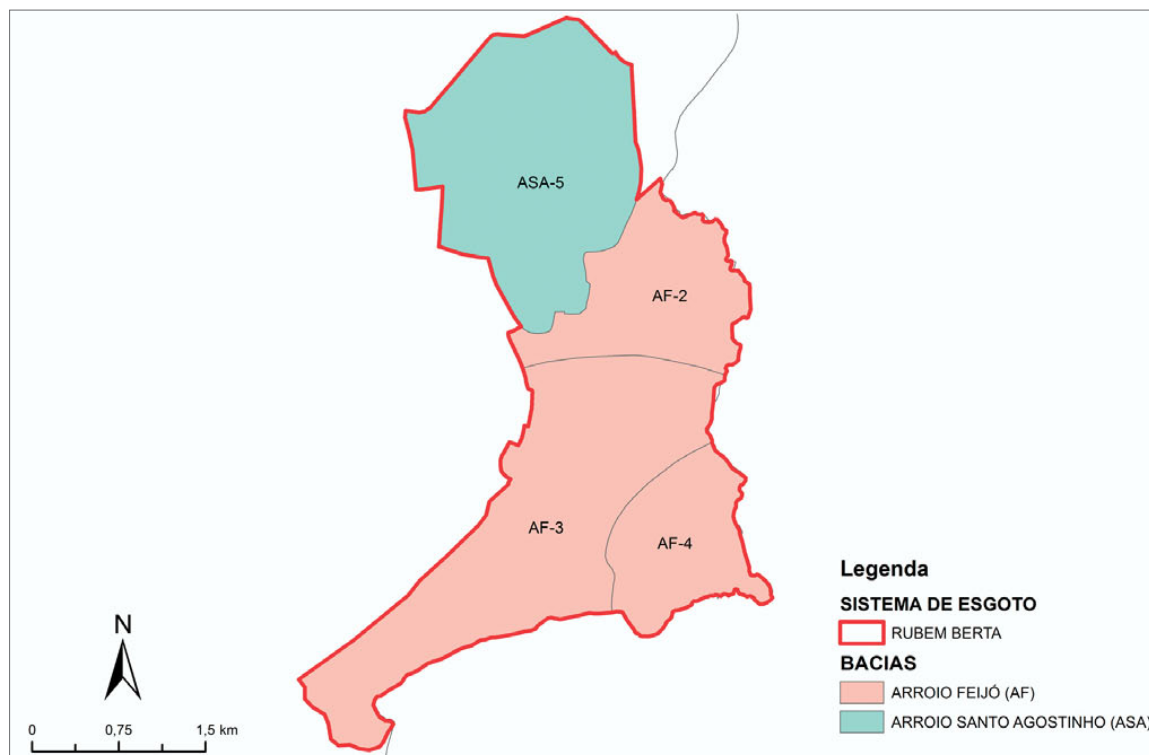 ASA-5
AF-2
AF-3
AF-4
N
0 0,75 1,5 km
Legenda
SISTEMA DE ESGOTO
RUBEM BERTA
BACIAS
ARROIO FEIJÓ (AF)
ARROIO SANTO AGOSTINHO (ASA)